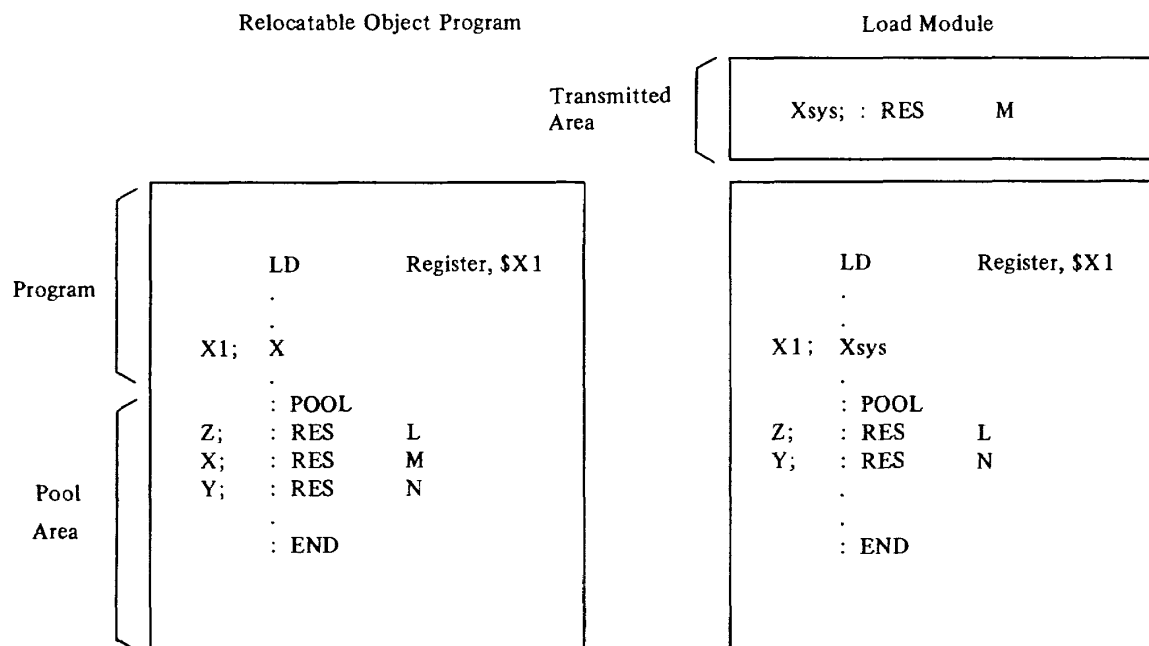 Relocatable Object Program
Load Module
Transmitted
Area
Xsys; : RES M
Program
LD Register, $X1
.
.
X1; X
.
: POOL
Z; : RES L
X; : RES M
Y; : RES N
.
.
: END
Pool
Area
LD Register, $X1
.
.
X1; Xsys
.
: POOL
Z; : RES L
Y; : RES N
.
.
: END